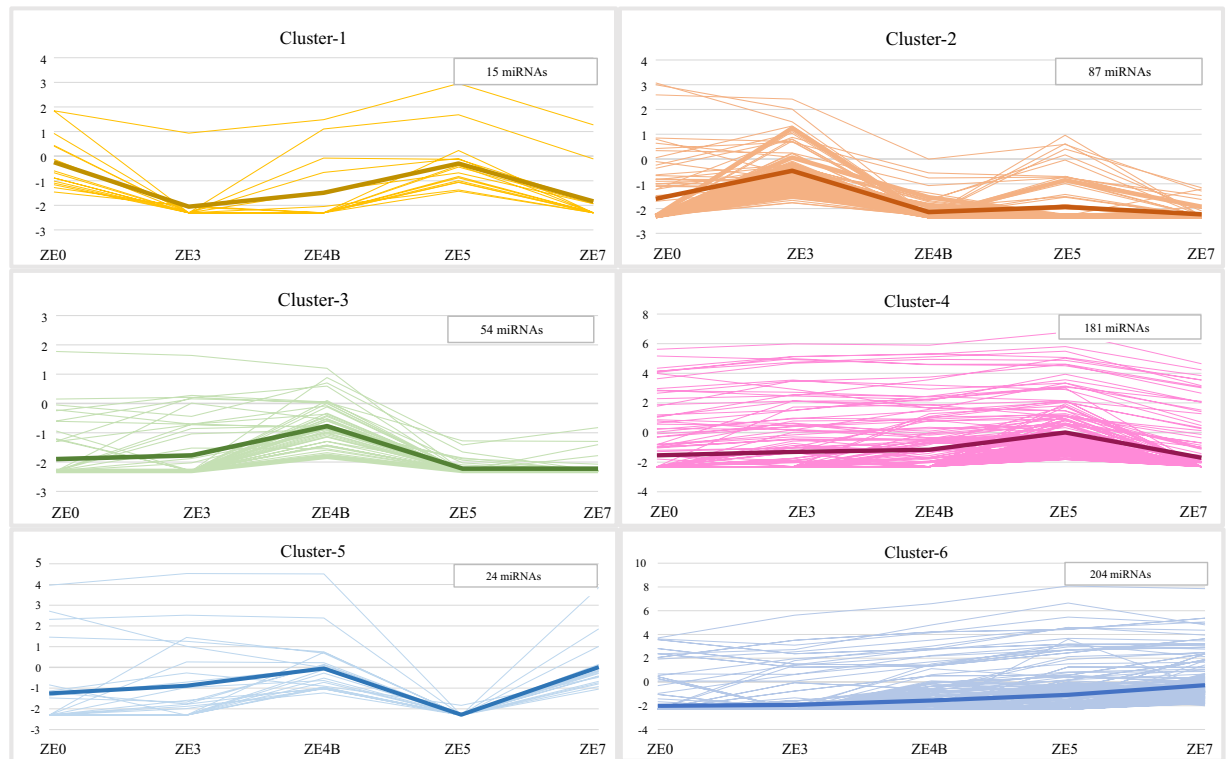 Cluster-1
15 miRNAs
4
3
2
1
0
-1
-2
-3
ZE0 ZE3 ZE4B ZE5 ZE7
Cluster-2
87 miRNAs
4
3
2
1
0
-1
-2
-3
ZE0 ZE3 ZE4B ZE5 ZE7
Cluster-3
54 miRNAs
3
2
1
0
-1
-2
-3
ZE0 ZE3 ZE4B ZE5 ZE7
Cluster-4
181 miRNAs
8
6
4
2
0
-2
-4
ZE0 ZE3 ZE4B ZE5 ZE7
Cluster-5
24 miRNAs
5
4
3
2
1
0
-1
-2
-3
ZE0 ZE3 ZE4B ZE5 ZE7
Cluster-6
204 miRNAs
10
8
6
4
2
0
-2
-4
ZE0 ZE3 ZE4B ZE5 ZE7